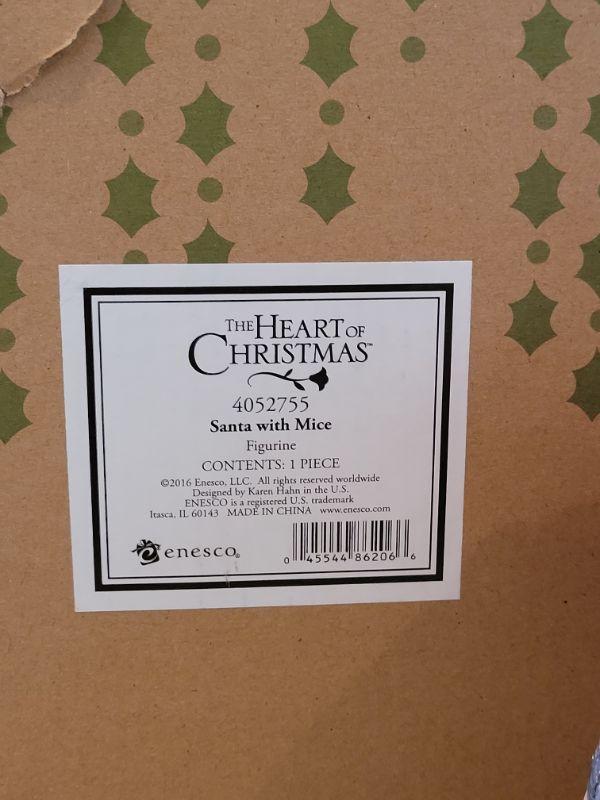 THE HEART OF
CHRISTMAS™
4052755
Santa with Mice
Figurine
CONTENTS: 1 PIECE
©2016 Enesco, LLC. All rights reserved worldwide
Designed by Karen Hahn in the U.S.
ENESCO is a registered U.S. trademark
Itasca, IL 60143 MADE IN CHINA www.enesco.com
enesco®
0 45544 86206 6